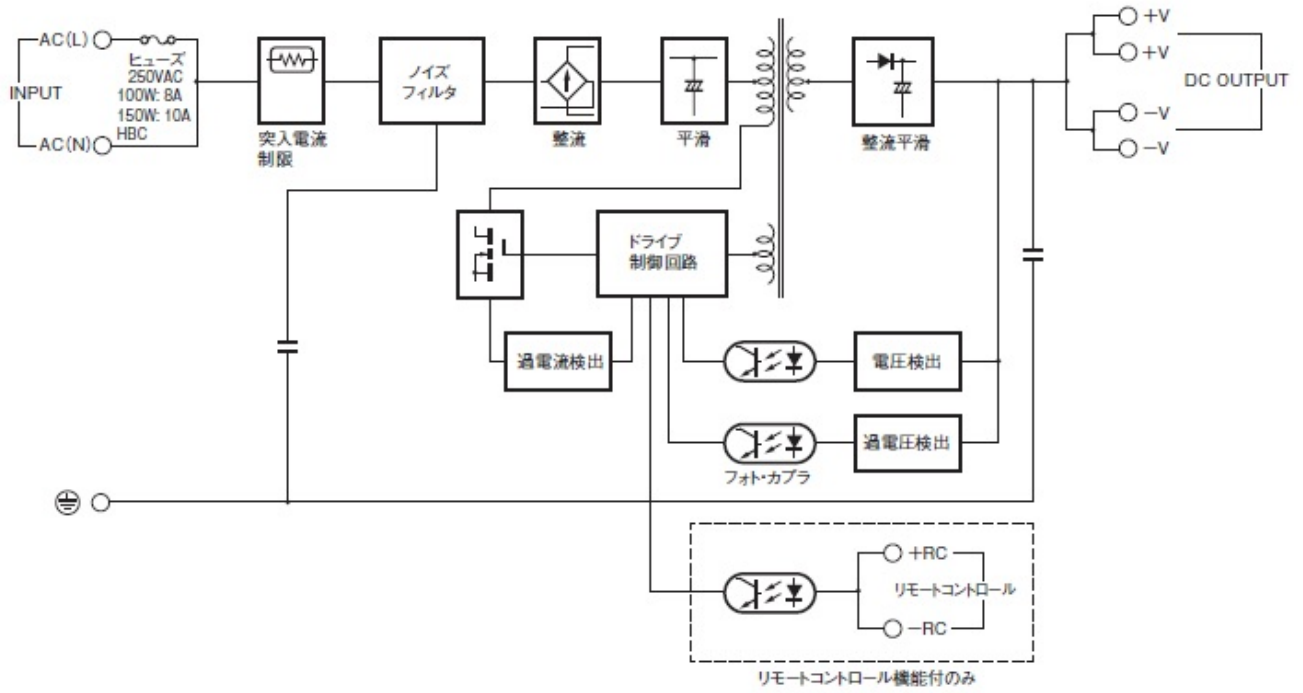 AC(L)
ヒューズ
250VAC
100W: 8A
150W: 10A
HBC
INPUT
AC(N)
突入電流
制限
ノイズ
フィルタ
整流
平滑
整流平滑
+V
+V
DC OUTPUT
−V
−V
ドライブ
制御回路
過電流検出
電圧検出
過電圧検出
フォト・カプラ
+RC
リモートコントロール
−RC
リモートコントロール機能付のみ